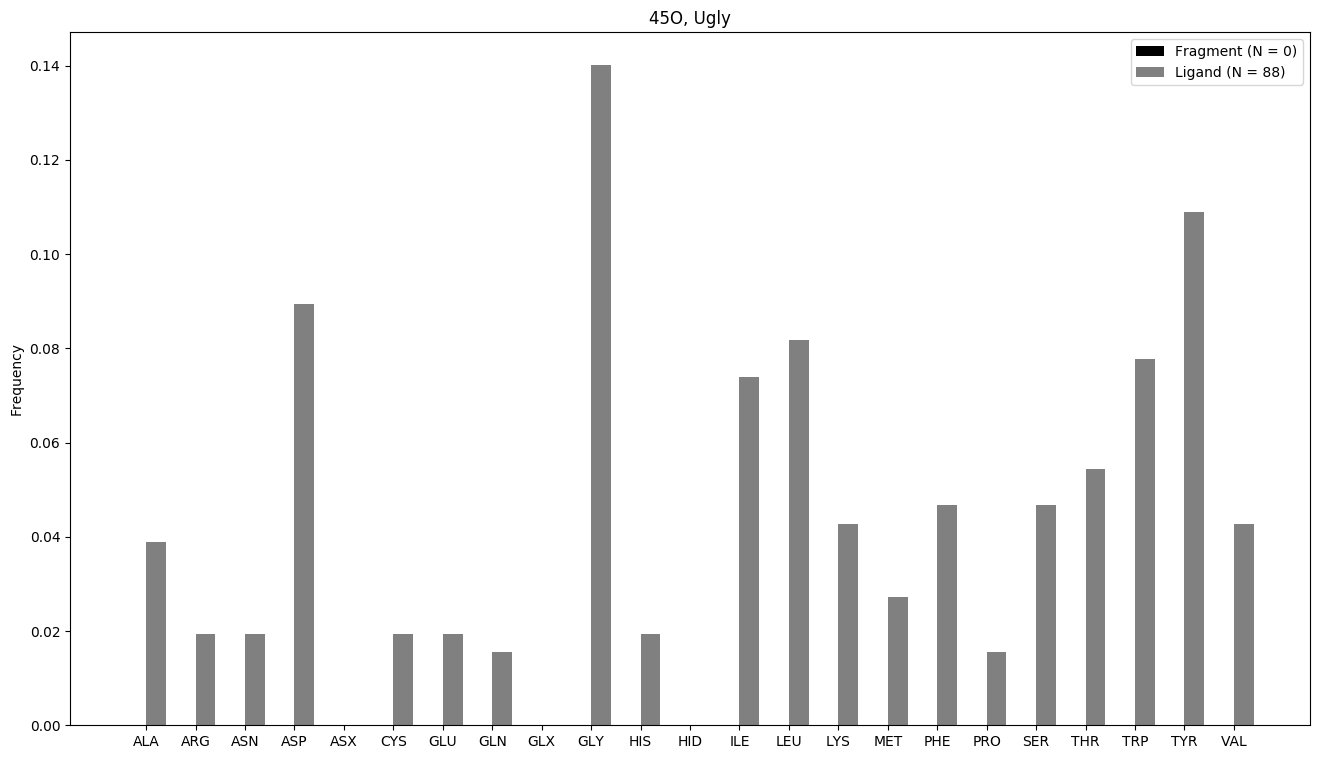 45O, Ugly
Fragment (N = 0)
Ligand (N = 88)
Frequency
0.14
0.12
0.10
0.08
0.06
0.04
0.02
0.00
ALA ARG ASN ASP ASX CYS GLU GLN GLX GLY HIS HID ILE LEU LYS MET PHE PRO SER THR TRP TYR VAL